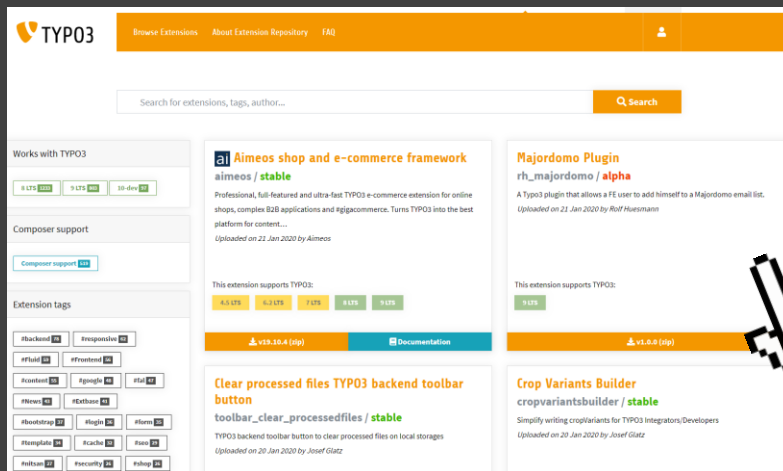 TYPO3
Browse Extensions About Extension Repository FAQ
Search for extensions, tags, author...
Search
Works with TYPO3
8 LTS
9 LTS
10-dev 97
Composer support
Composer support
Extension tags
#backend #responsive
#Fluid #Frontend
#content #google #fal
#News #Extbase
#bootstrap #login #form
#template #cache #seo
#nitsan #security #shop
ai Aimeos shop and e-commerce framework
aimeos / stable
Professional, full-featured and ultra-fast TYPO3 e-commerce extension for online
shops, complex B2B applications and #gigacommerce. Turns TYPO3 into the best
platform for content...
Uploaded on 21 Jan 2020 by Aimeos
This extension supports TYPO3:
4.5 LTS 6.2 LTS 7 LTS 8 LTS 9 LTS
v19.10.4 (zip) Documentation
Majordomo Plugin
rh_majordomo / alpha
A Typo3 plugin that allows a FE user to add himself to a Majordomo email list.
Uploaded on 21 Jan 2020 by Rolf Huesmann
This extension supports TYPO3:
9 LTS
v1.0.0 (zip)
Clear processed files TYPO3 backend toolbar
button
toolbar_clear_processedfiles / stable
TYPO3 backend toolbar button to clear processed files on local storages
Uploaded on 20 Jan 2020 by Josef Glatz
Crop Variants Builder
cropvariantsbuilder / stable
Simplify writing cropVariants for TYPO3 Integrators/Developers
Uploaded on 20 Jan 2020 by Josef Glatz